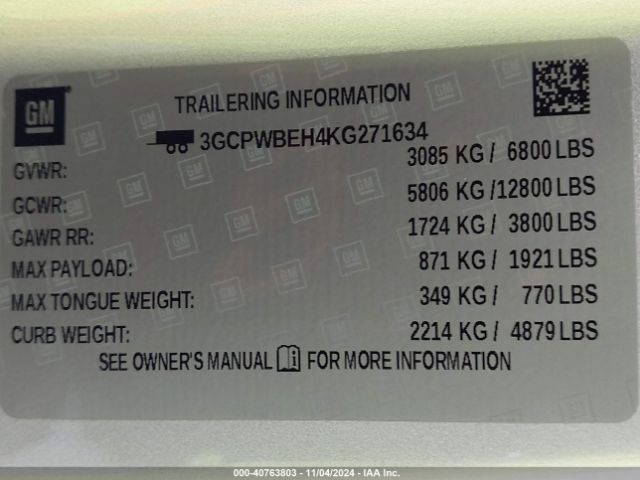 GM
TRAILERING INFORMATION
3GCPWBEH4KG271634
GVWR: 3085 KG / 6800 LBS
GCWR: 5806 KG /12800 LBS
GAWR RR: 1724 KG / 3800 LBS
MAX PAYLOAD: 871 KG / 1921 LBS
MAX TONGUE WEIGHT: 349 KG / 770 LBS
CURB WEIGHT: 2214 KG / 4879 LBS
SEE OWNER'S MANUAL FOR MORE INFORMATION
000-40763803 - 11/04/2024 - IAA Inc.